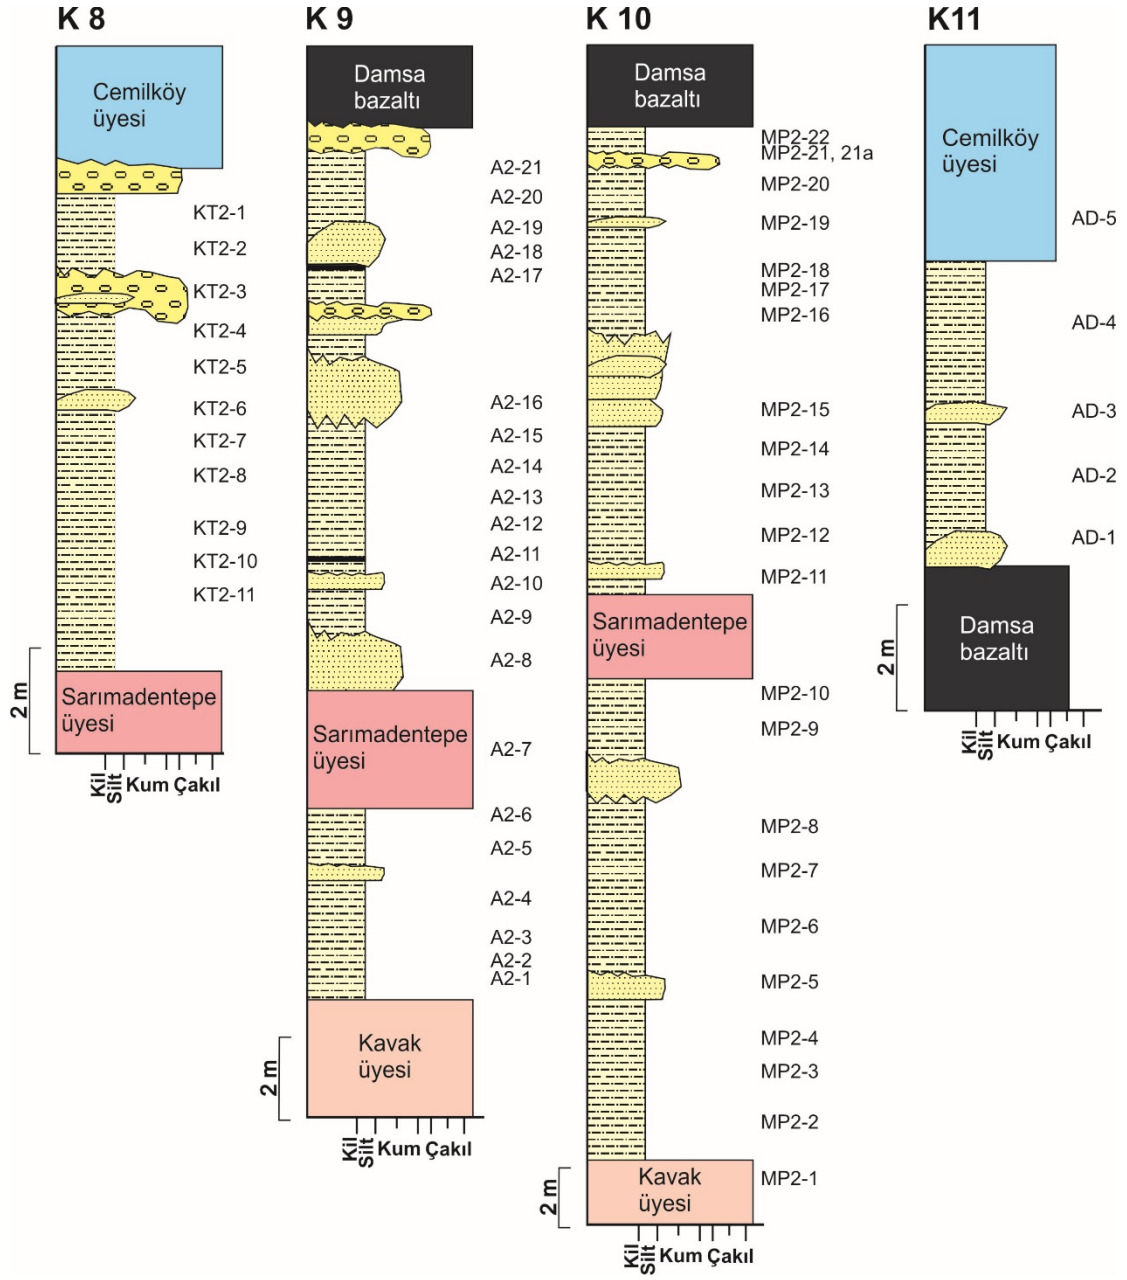 K 8
Cemilköy
üyesi
KT2-1
KT2-2
KT2-3
KT2-4
KT2-5
KT2-6
KT2-7
KT2-8
KT2-9
KT2-10
KT2-11
Sarımadentepe
üyesi
2 m
Kil
Silt
Kum Çakıl
K 9
Damsa
bazaltı
A2-21
A2-20
A2-19
A2-18
A2-17
A2-16
A2-15
A2-14
A2-13
A2-12
A2-11
A2-10
A2-9
A2-8
Sarımadentepe
üyesi
A2-7
A2-6
A2-5
A2-4
A2-3
A2-2
A2-1
Kavak
üyesi
2 m
Kil
Silt
Kum Çakıl
K 10
Damsa
bazaltı
MP2-22
MP2-21, 21a
MP2-20
MP2-19
MP2-18
MP2-17
MP2-16
MP2-15
MP2-14
MP2-13
MP2-12
MP2-11
Sarımadentepe
üyesi
MP2-10
MP2-9
MP2-8
MP2-7
MP2-6
MP2-5
MP2-4
MP2-3
MP2-2
MP2-1
Kavak
üyesi
2 m
Kil
Silt
Kum Çakıl
K11
Cemilköy
üyesi
AD-5
AD-4
AD-3
AD-2
AD-1
Damsa
bazaltı
2 m
Kil
Silt
Kum Çakıl